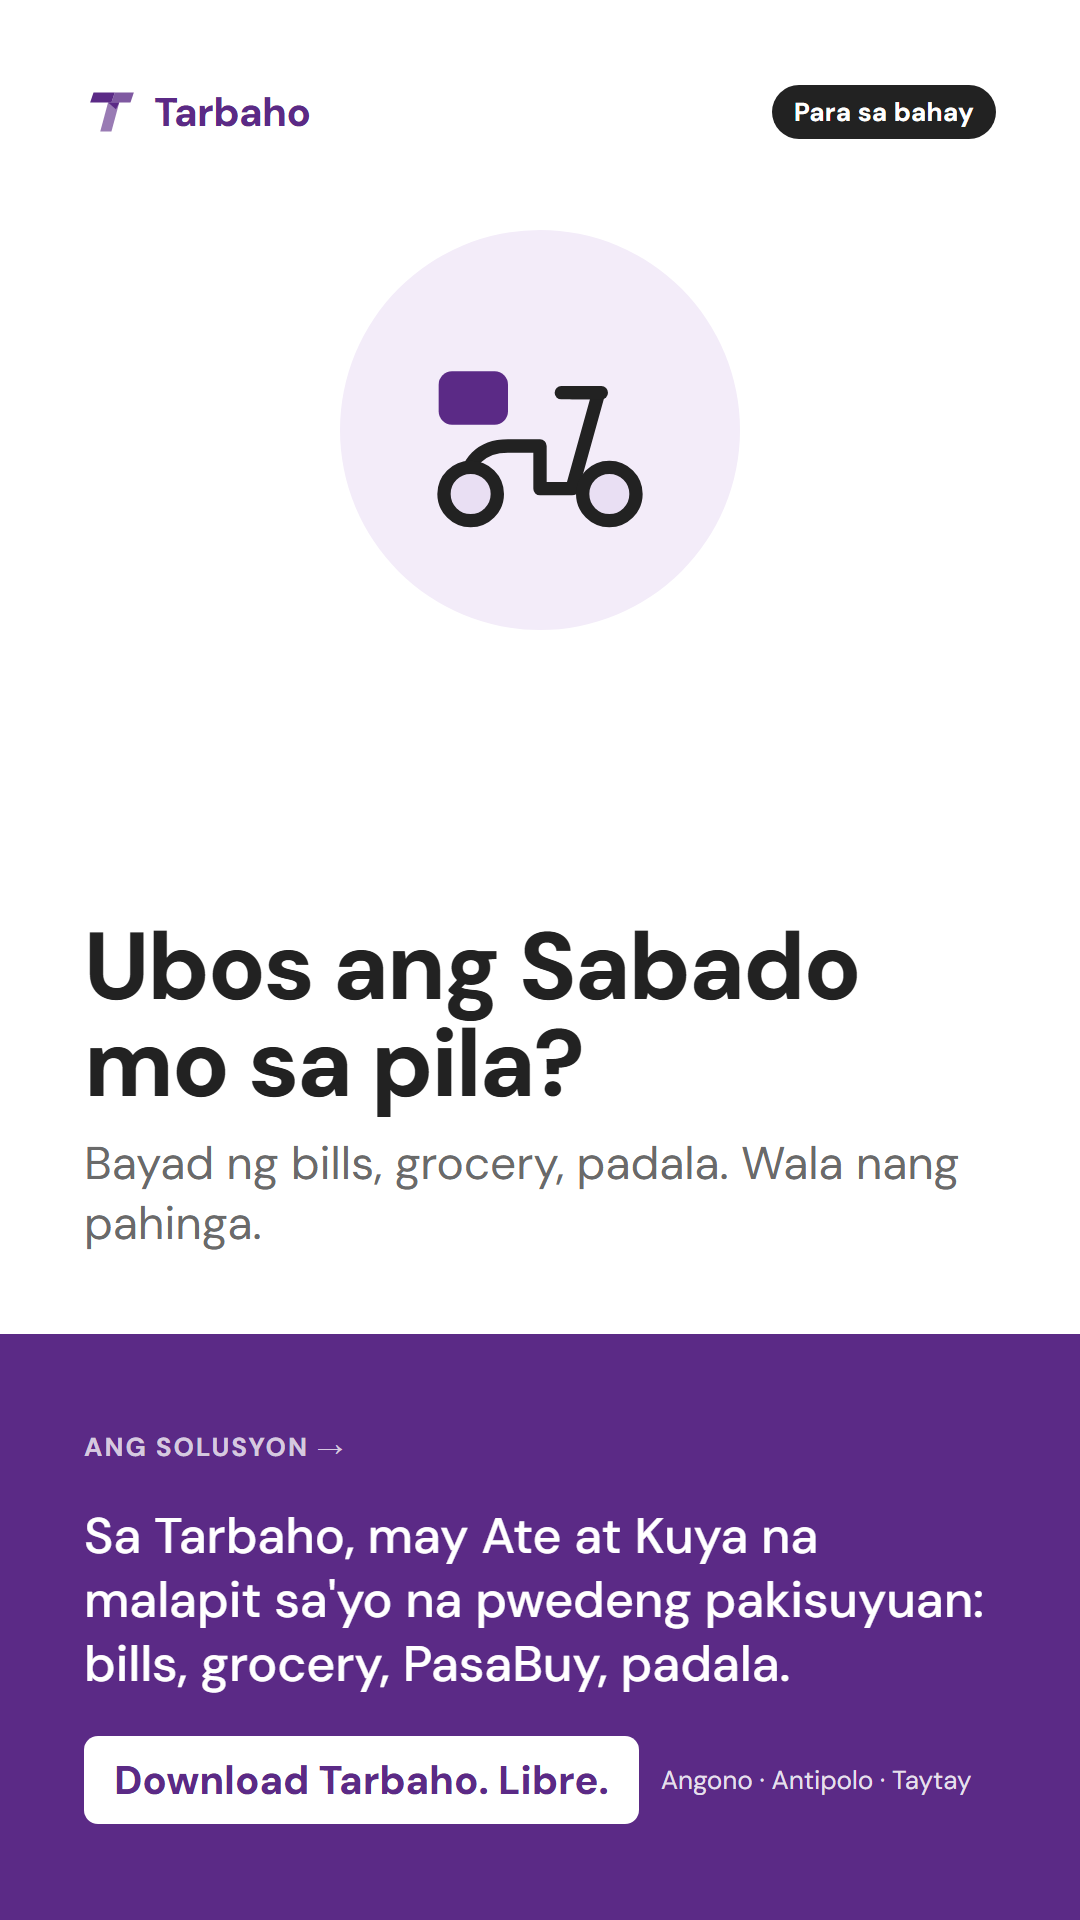 Tarbaho
Para sa bahay
Ubos ang Sabado
mo sa pila?
Bayad ng bills, grocery, padala. Wala nang
pahinga.
ANG SOLUSYON →
Sa Tarbaho, may Ate at Kuya na
malapit sa'yo na pwedeng pakisuyuan:
bills, grocery, PasaBuy, padala.
Download Tarbaho. Libre.
Angono · Antipolo · Taytay